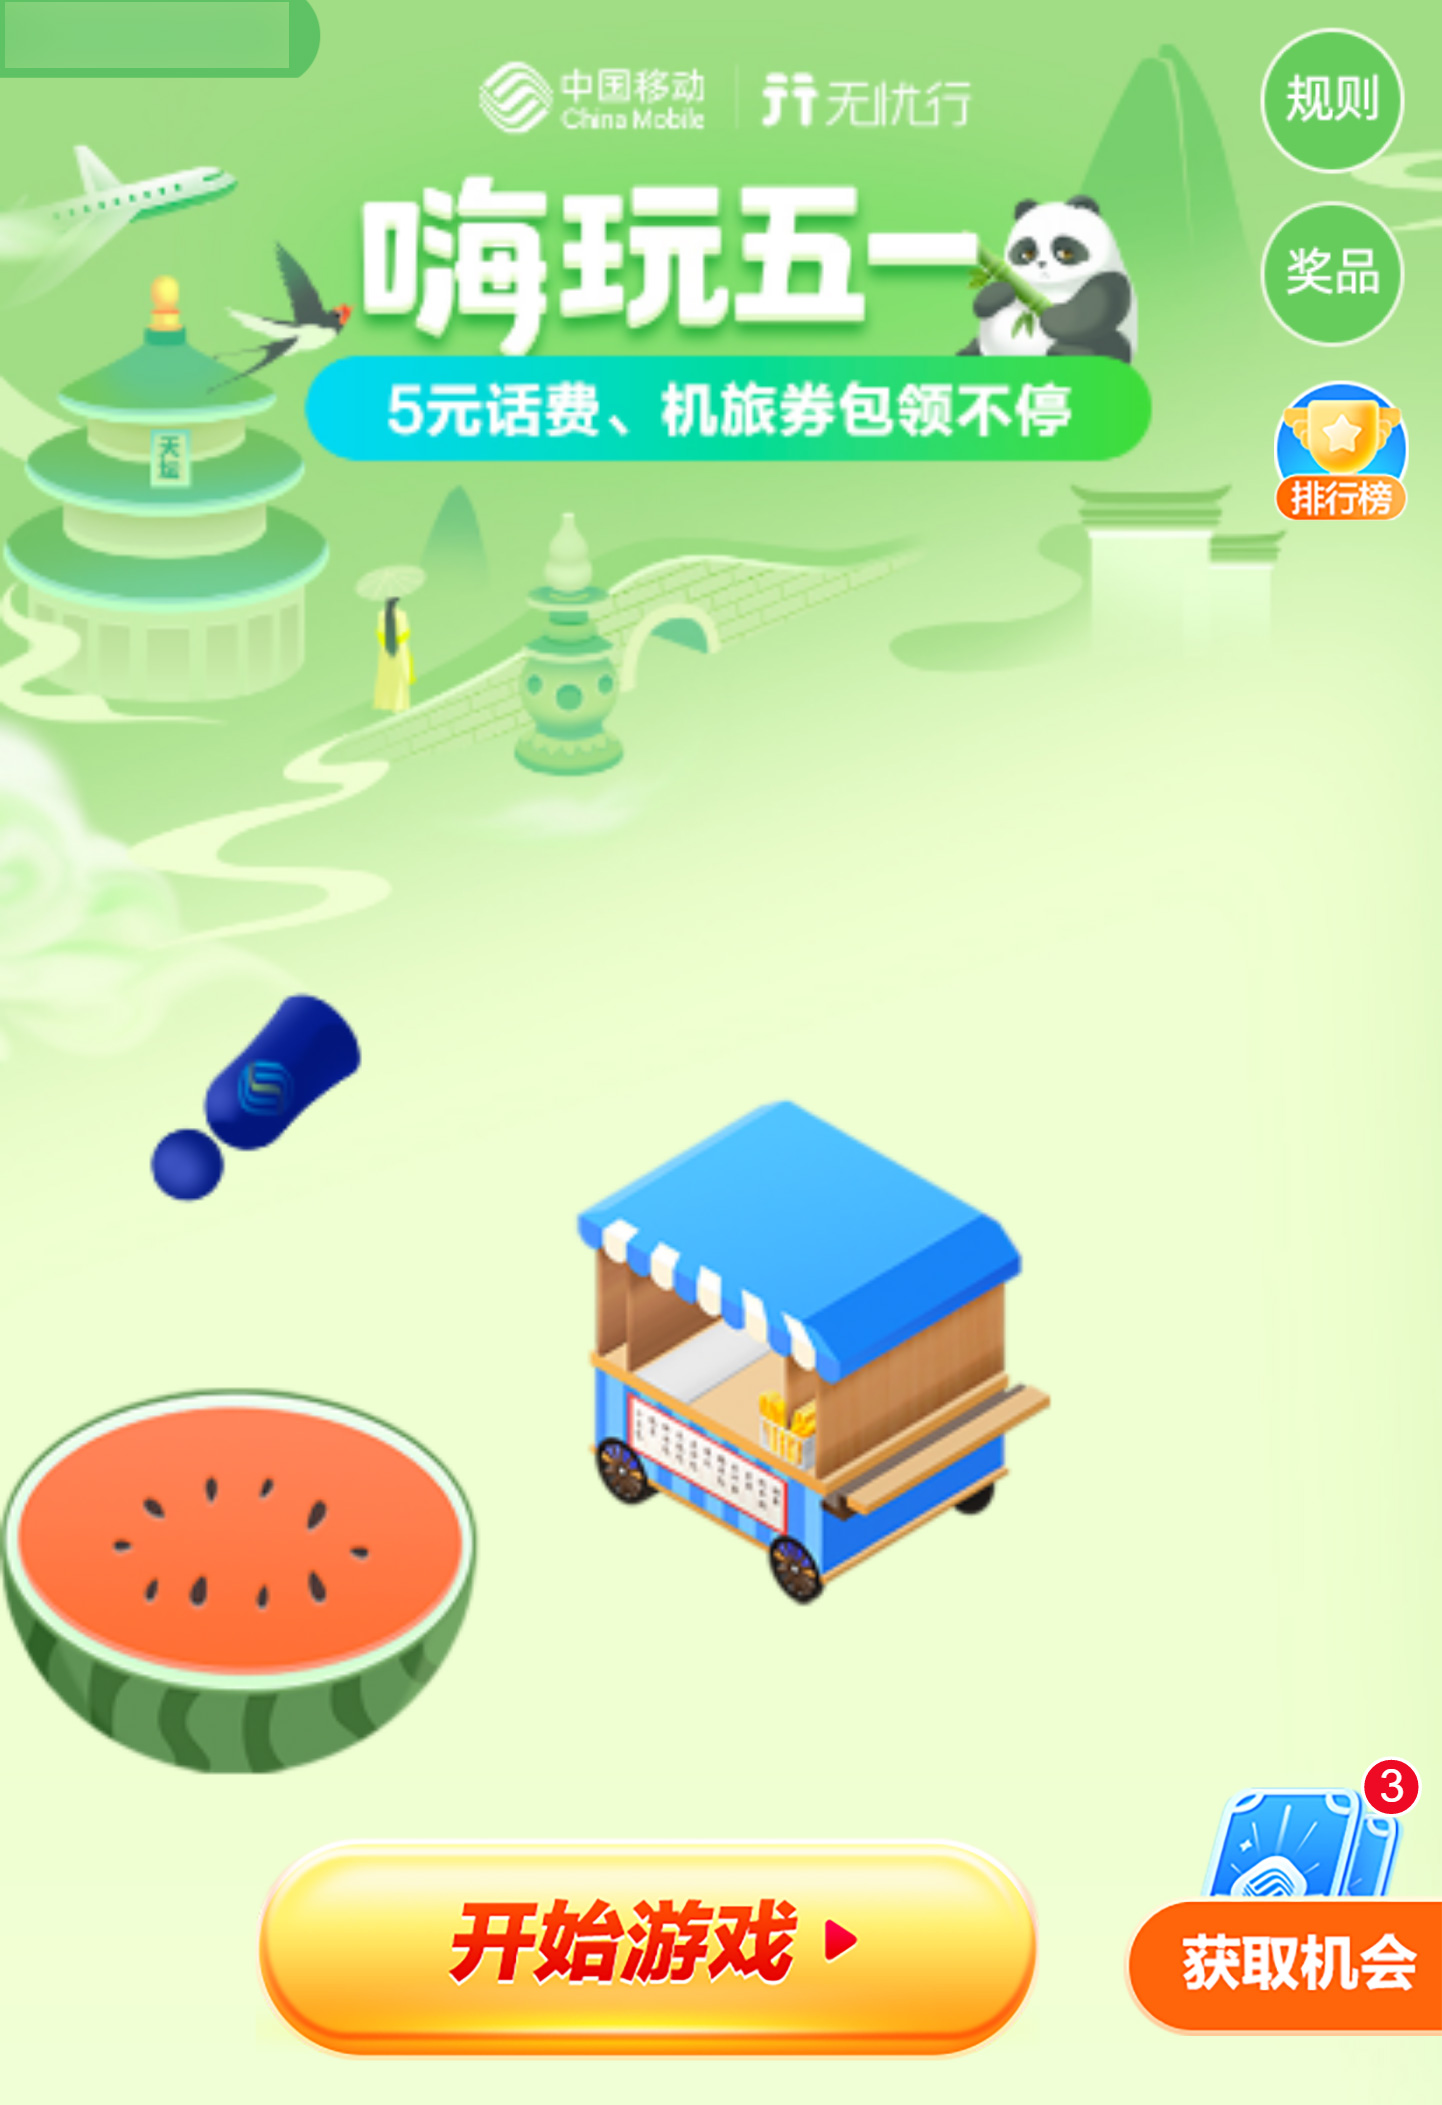 中国移动
China Mobile
无忧行
规则
嗨玩五一
奖品
5元话费、机旅券包领不停
排行榜
天坛
3
开始游戏
获取机会